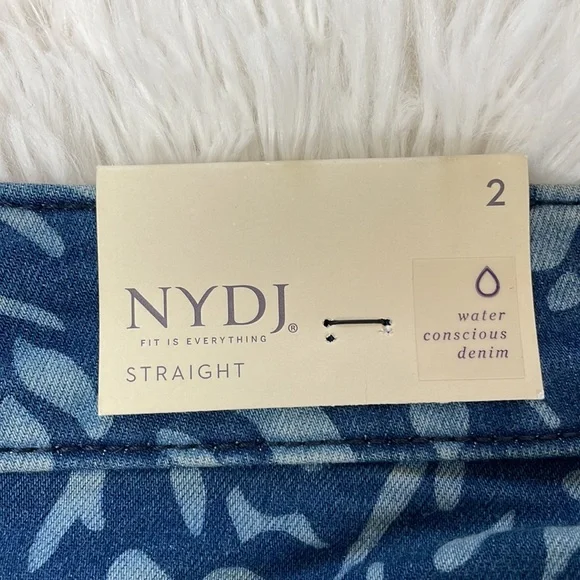 2
NYDJ®
FIT IS EVERYTHING
STRAIGHT
water
conscious
denim